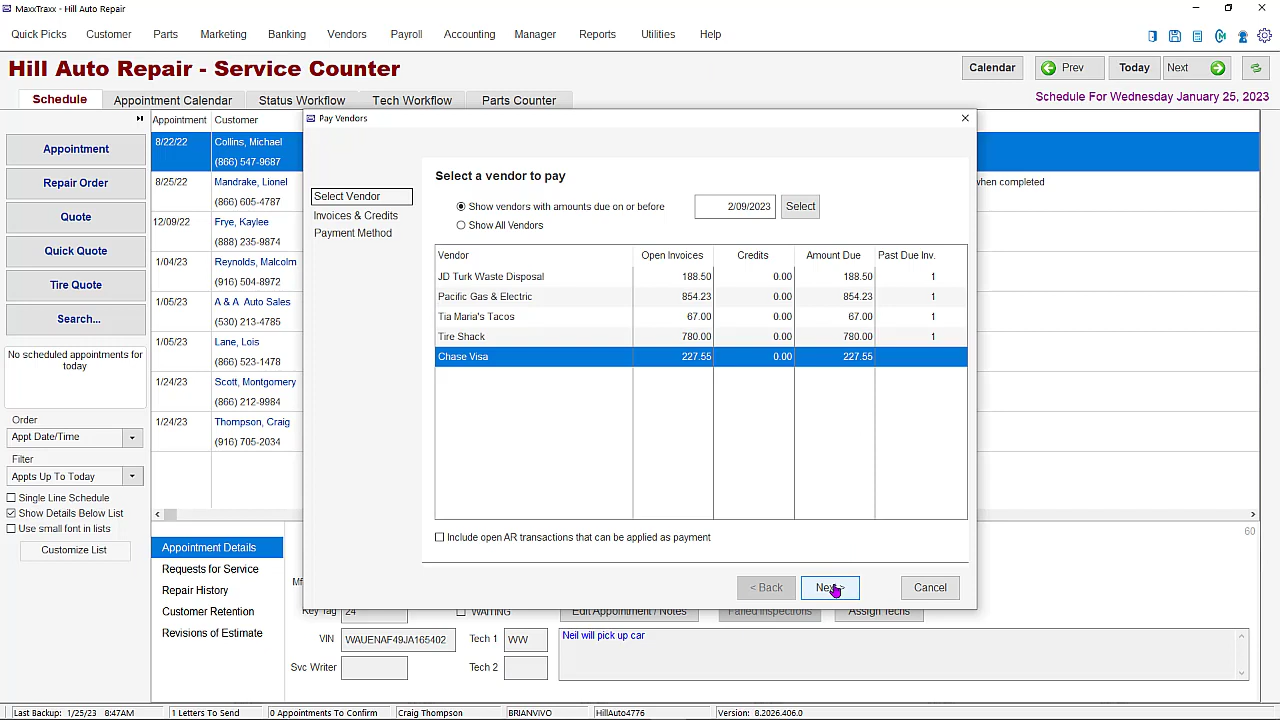 MaxxTraxx - Hill Auto Repair
Quick Picks Customer Parts Marketing Banking Vendors Payroll Accounting Manager Reports Utilities Help
Hill Auto Repair - Service Counter
Calendar Prev Today Next
Schedule Appointment Calendar Status Workflow Tech Workflow Parts Counter
Schedule For Wednesday January 25, 2023
Appointment
Repair Order
Quote
Quick Quote
Tire Quote
Search...
No scheduled appointments for
today
Order
Appt Date/Time
Filter
Appts Up To Today
Single Line Schedule
Show Details Below List
Use small font in lists
Customize List
Appointment Customer
8/22/22 Collins, Michael
(866) 547-9687
8/25/22 Mandrake, Lionel when completed
(866) 605-4787
12/09/22 Frye, Kaylee
(888) 235-9874
1/04/23 Reynolds, Malcolm
(916) 504-8972
1/05/23 A & A Auto Sales
(530) 213-4785
1/05/23 Lane, Lois
(866) 523-1478
1/24/23 Scott, Montgomery
(866) 212-9984
1/24/23 Thompson, Craig
(916) 705-2034
Pay Vendors
Select Vendor
Invoices & Credits
Payment Method
Select a vendor to pay
Show vendors with amounts due on or before 2/09/2023 Select
Show All Vendors
Vendor Open Invoices Credits Amount Due Past Due Inv.
JD Turk Waste Disposal 188.50 0.00 188.50 1
Pacific Gas & Electric 854.23 0.00 854.23 1
Tia Maria's Tacos 67.00 0.00 67.00 1
Tire Shack 780.00 0.00 780.00 1
Chase Visa 227.55 0.00 227.55
Include open AR transactions that can be applied as payment
< Back Next > Cancel
60
Appointment Details
Requests for Service
Repair History
Customer Retention
Revisions of Estimate
Key Tag 24 WAITING Edit Appointment / Notes Failed Inspections Assign Techs
VIN WAUENAF49JA165402 Tech 1 WW
Svc Writer Tech 2
Neil will pick up car
Last Backup: 1/25/23 8:47AM 1 Letters To Send 0 Appointments To Confirm Craig Thompson BRIANVIVO HillAuto4776 Version: 8.2026.406.0